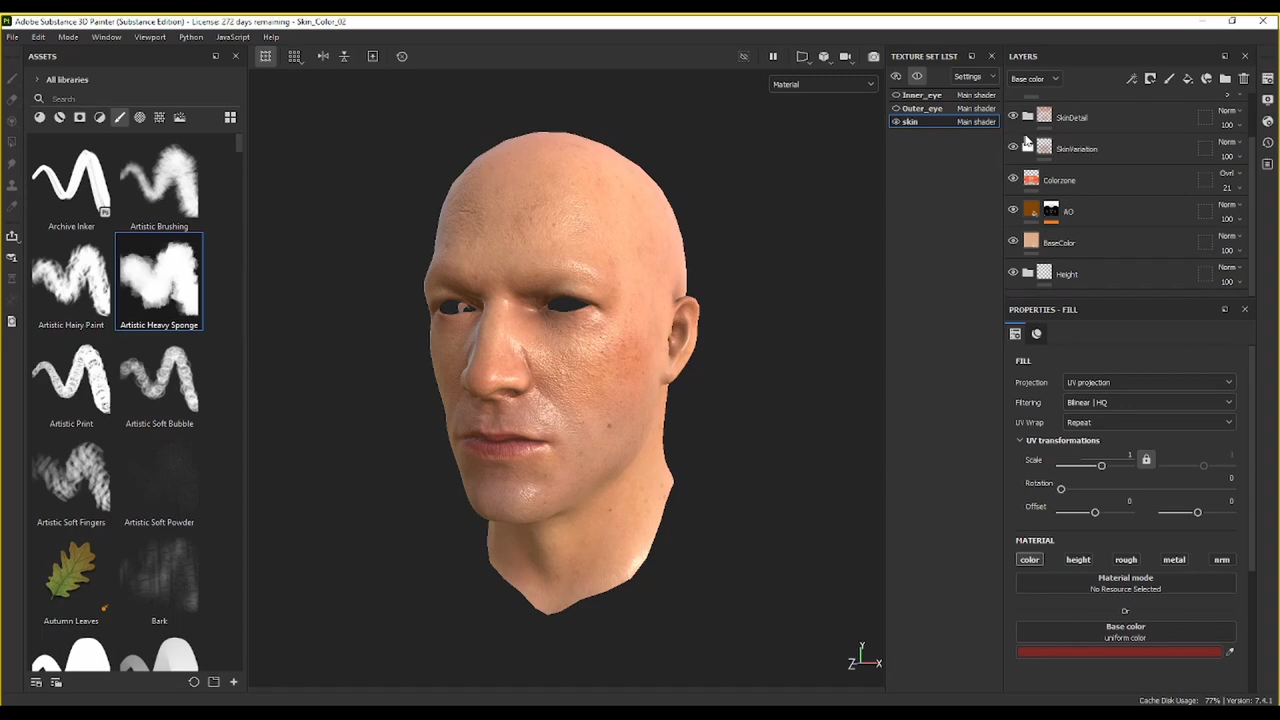 Adobe Substance 3D Painter (Substance Edition) - License: 272 days remaining - Skin_Color_02
File Edit Mode Window Viewport Python JavaScript Help
ASSETS
All libraries
Search
Archive Inker
Artistic Brushing
Artistic Hairy Paint
Artistic Heavy Sponge
Artistic Print
Artistic Soft Bubble
Artistic Soft Fingers
Artistic Soft Powder
Autumn Leaves
Bark
Material
Y
Z X
TEXTURE SET LIST
Settings
Inner_eye Main shader
Outer_eye Main shader
skin Main shader
LAYERS
Base color
SkinDetail
Norm
100
SkinVariation
Norm
100
Colorzone
Ovrl
21
AO
Norm
100
BaseColor
Norm
100
Height
Norm
100
PROPERTIES - FILL
FILL
Projection UV projection
Filtering Bilinear | HQ
UV Wrap Repeat
UV transformations
Scale 1 1
Rotation 0
Offset 0 0
MATERIAL
color height rough metal nrm
Material mode
No Resource Selected
Or
Base color
uniform color
Cache Disk Usage: 77% | Version: 7.4.1